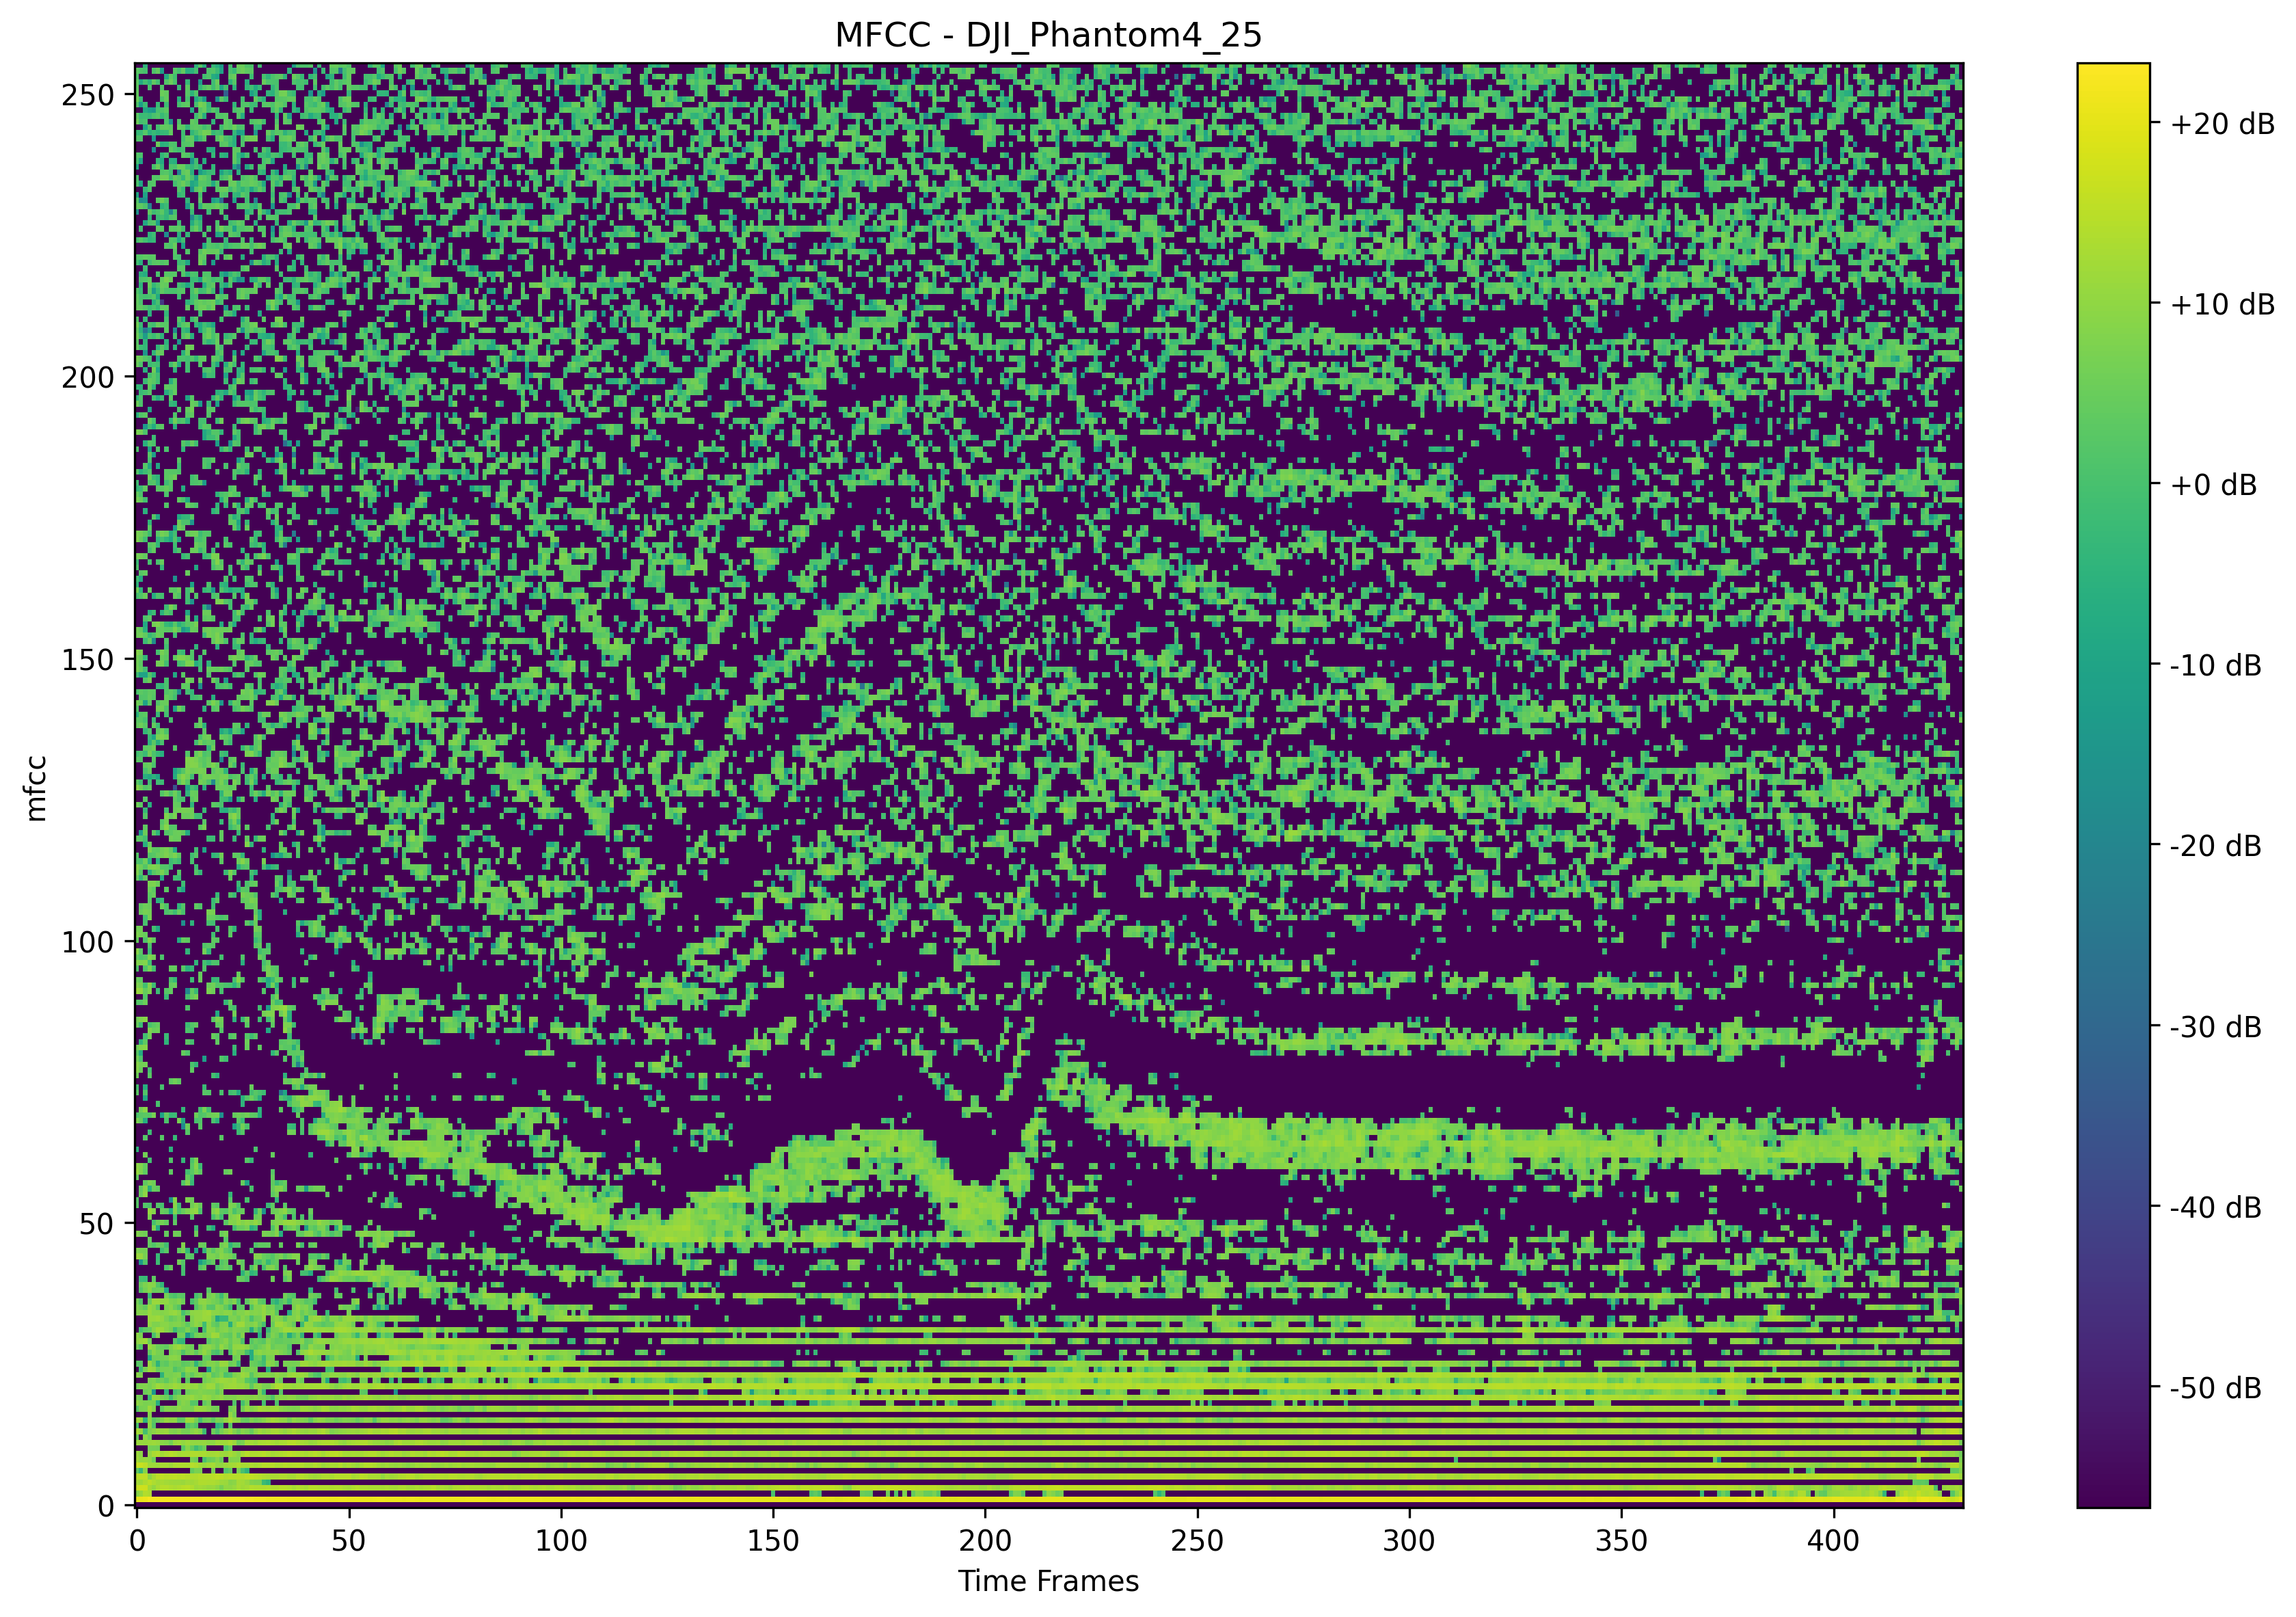 MFCC - DJI_Phantom4_25
250
200
150
100
50
0
mfcc
0 50 100 150 200 250 300 350 400
Time Frames
+20 dB
+10 dB
+0 dB
-10 dB
-20 dB
-30 dB
-40 dB
-50 dB